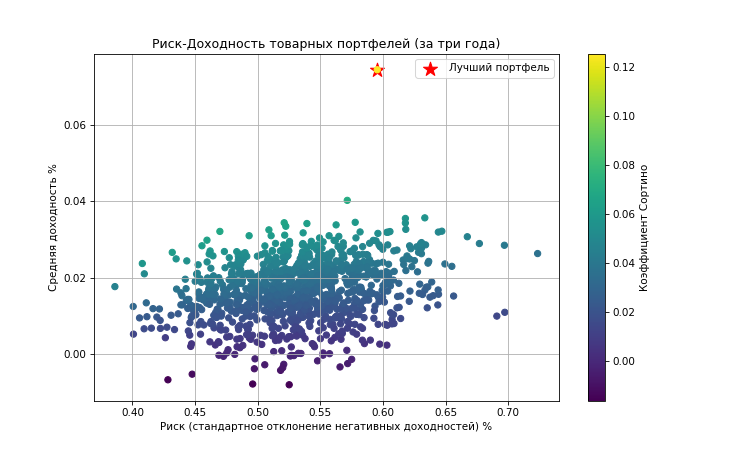 Риск-Доходность товарных портфелей (за три года)
Лучший портфель
Средняя доходность %
0.06
0.04
0.02
0.00
0.40 0.45 0.50 0.55 0.60 0.65 0.70
Риск (стандартное отклонение негативных доходностей) %
0.12
0.10
0.08
0.06
0.04
0.02
0.00
Коэффициент Сортино